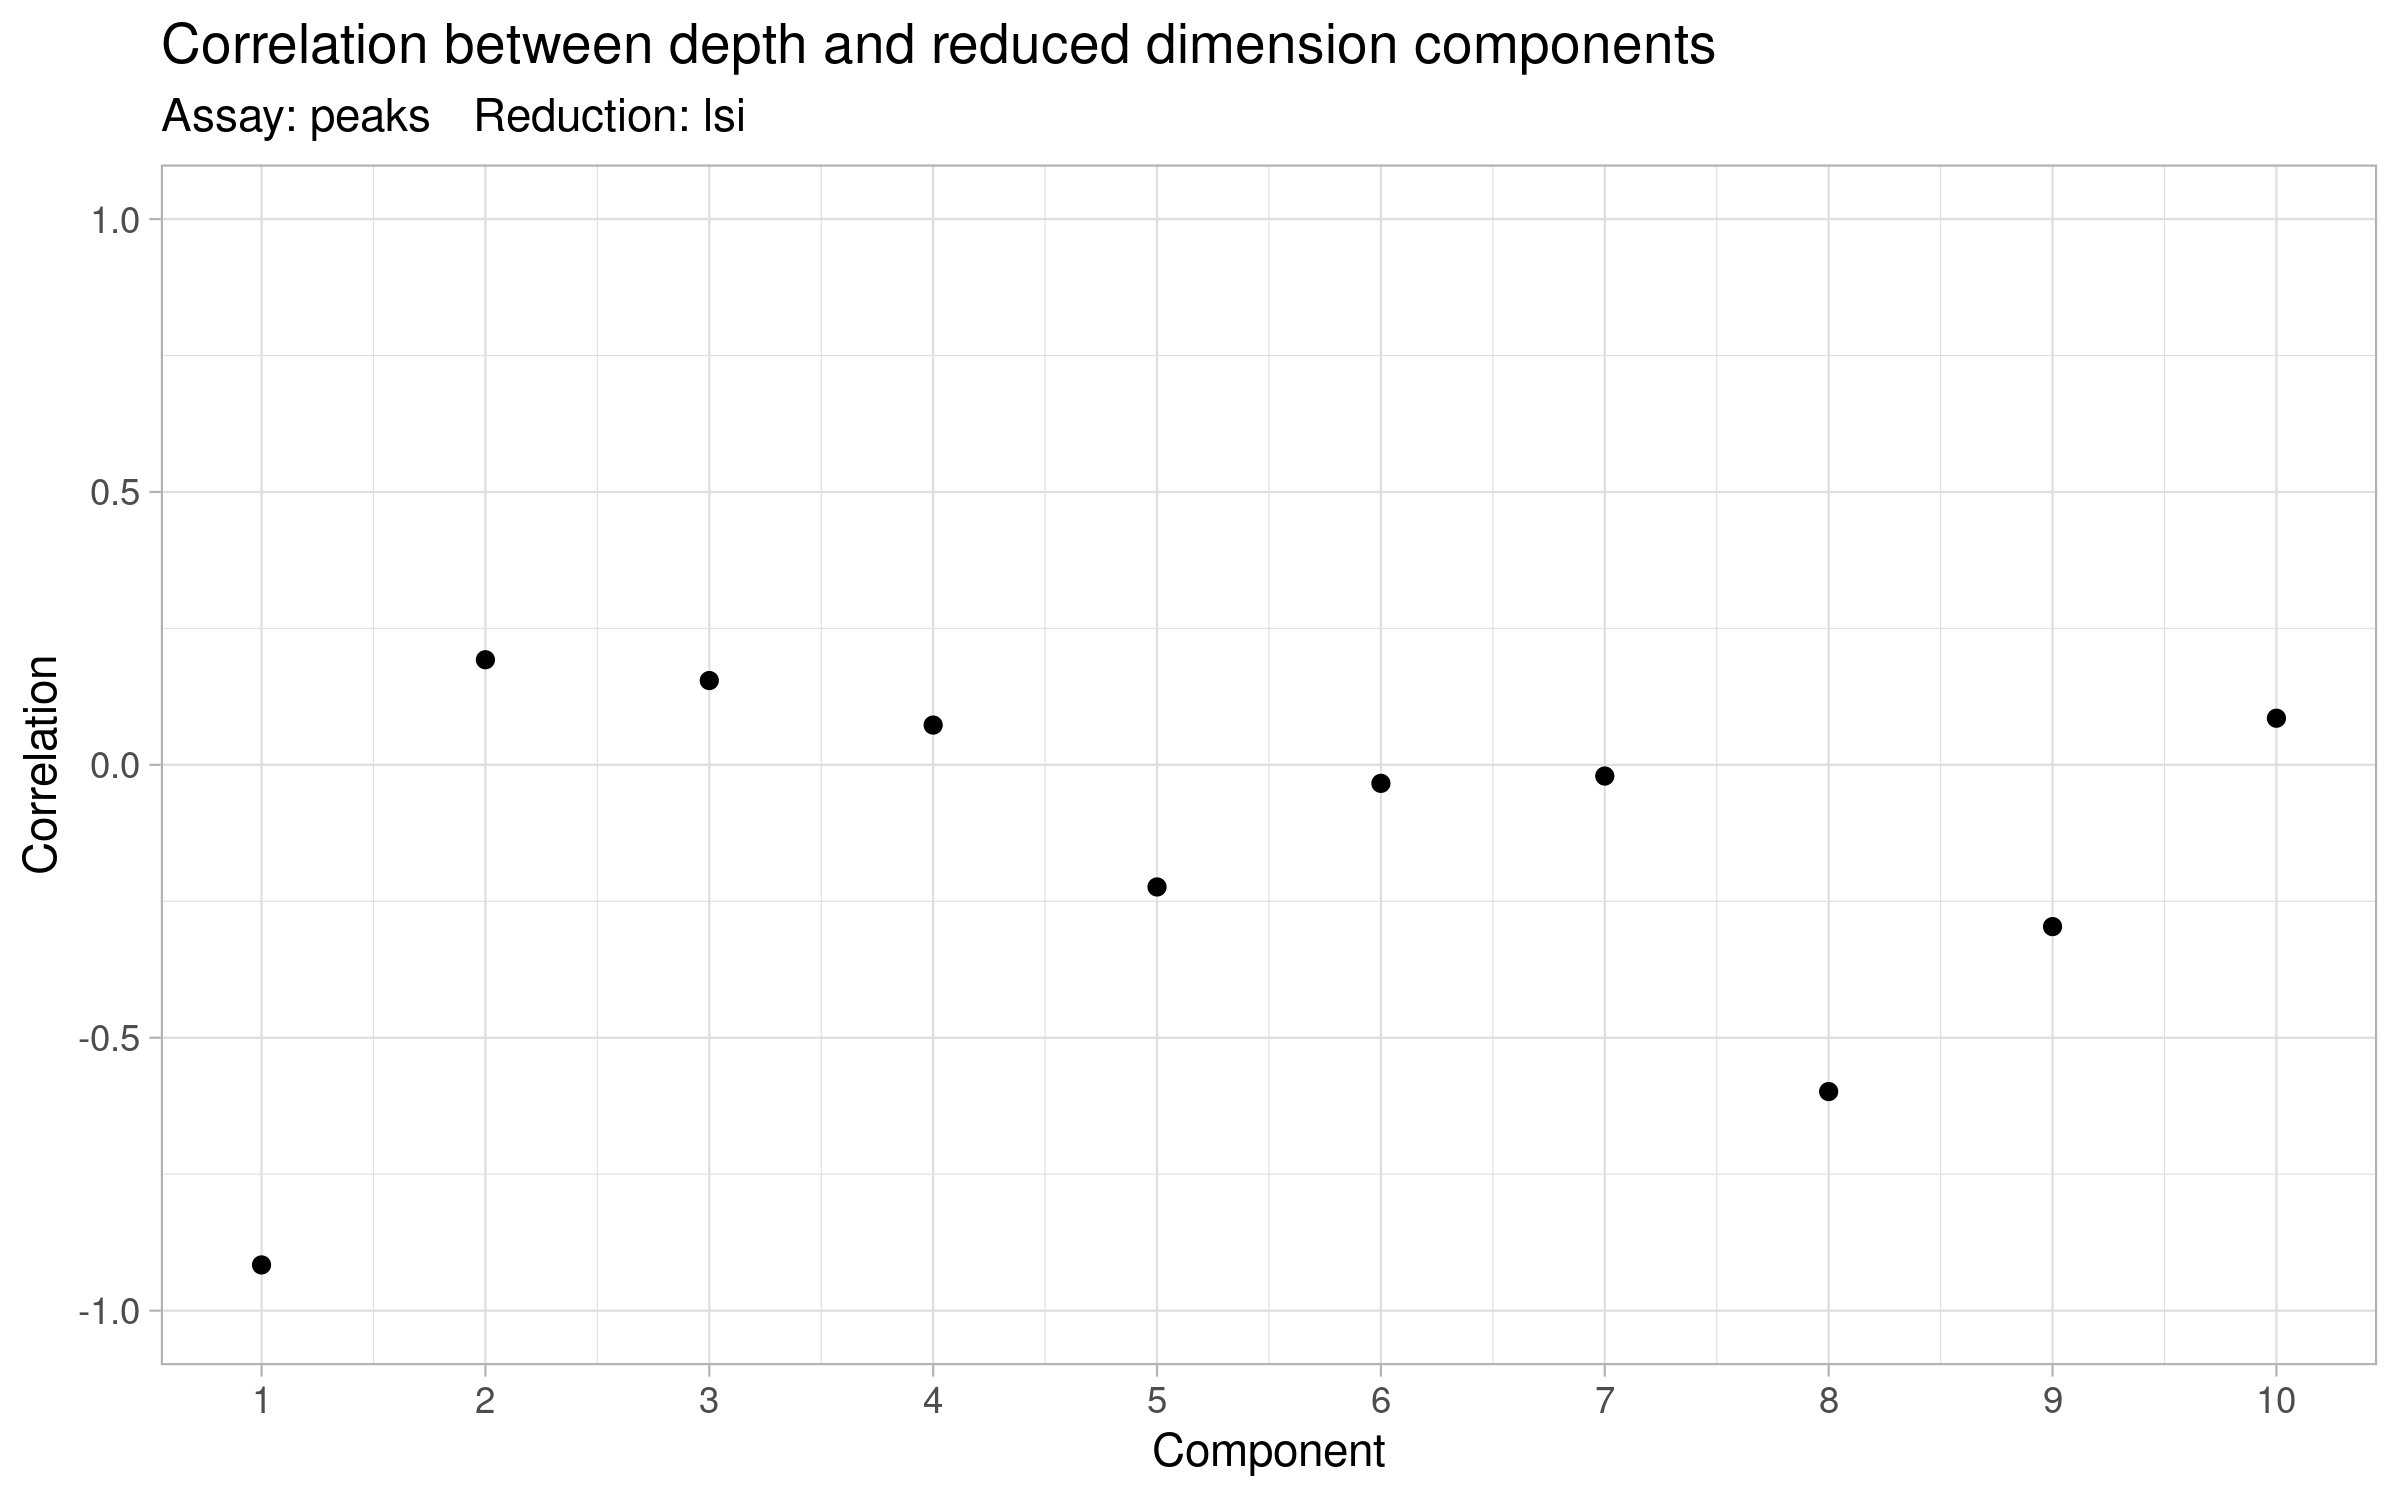 Correlation between depth and reduced dimension components
Assay: peaks   Reduction: lsi
Correlation
1.0
0.5
0.0
-0.5
-1.0
1 2 3 4 5 6 7 8 9 10
Component